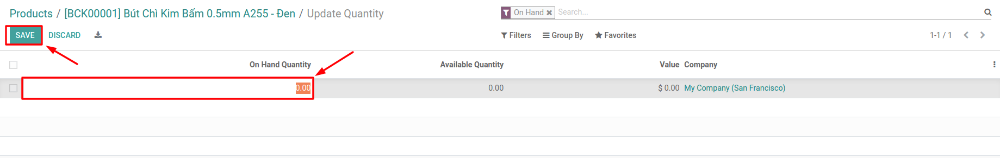 Products / [BCK00001] Bút Chì Kim Bấm 0.5mm A255 - Đen / Update Quantity
On Hand Search...
SAVE DISCARD
Filters Group By Favorites 1-1 / 1
On Hand Quantity Available Quantity Value Company
0.00 0.00 $ 0.00 My Company (San Francisco)